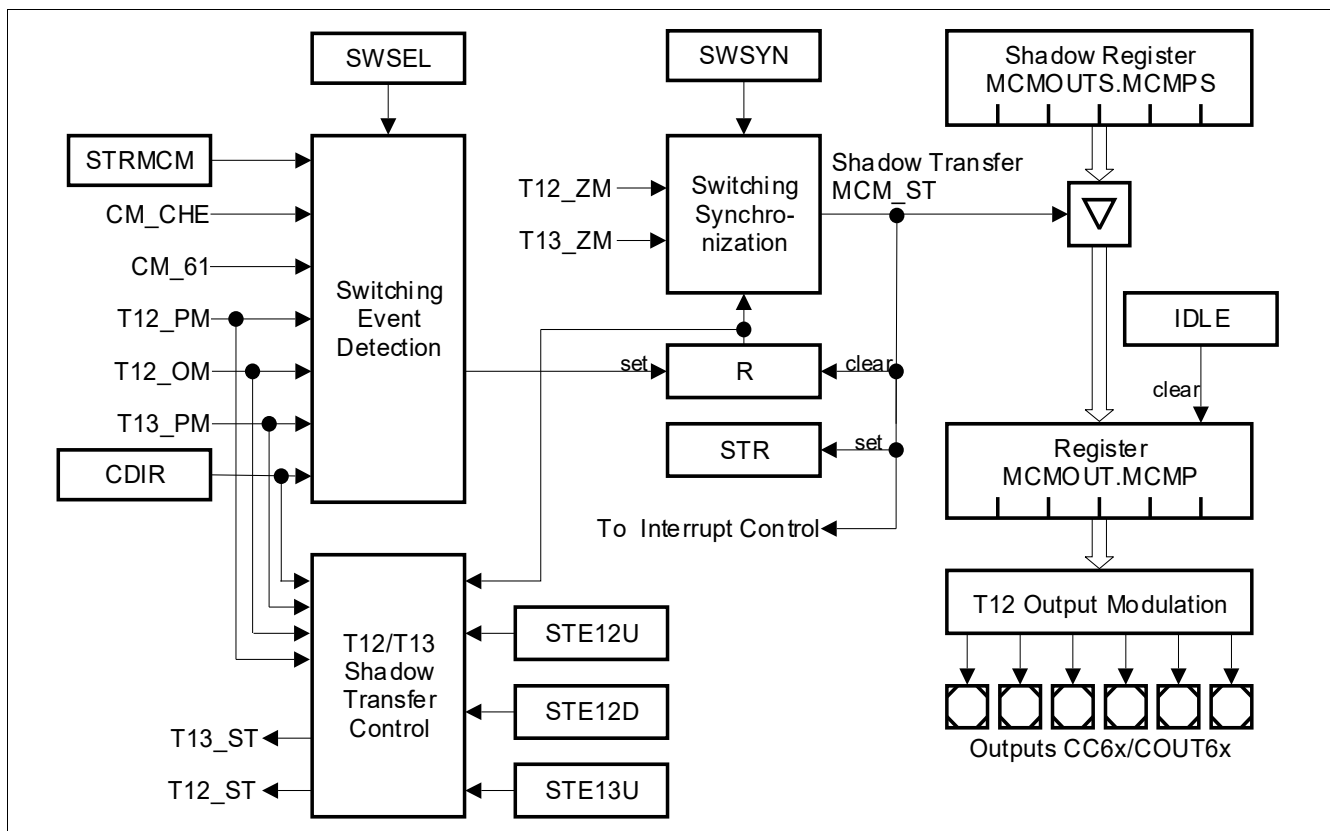 SWSEL
SWSYN
Shadow Register
MCMOUTS.MCMPS
STRMCM
CM_CHE
CM_61
T12_PM
T12_OM
T13_PM
CDIR
Switching
Event
Detection
T12_ZM
T13_ZM
Switching
Synchro-
nization
Shadow Transfer
MCM_ST
IDLE
clear
set
R
clear
STR
set
To Interrupt Control
Register
MCMOUT.MCMP
T12 Output Modulation
Outputs CC6x/COUT6x
T12/T13
Shadow
Transfer
Control
STE12U
STE12D
STE13U
T13_ST
T12_ST